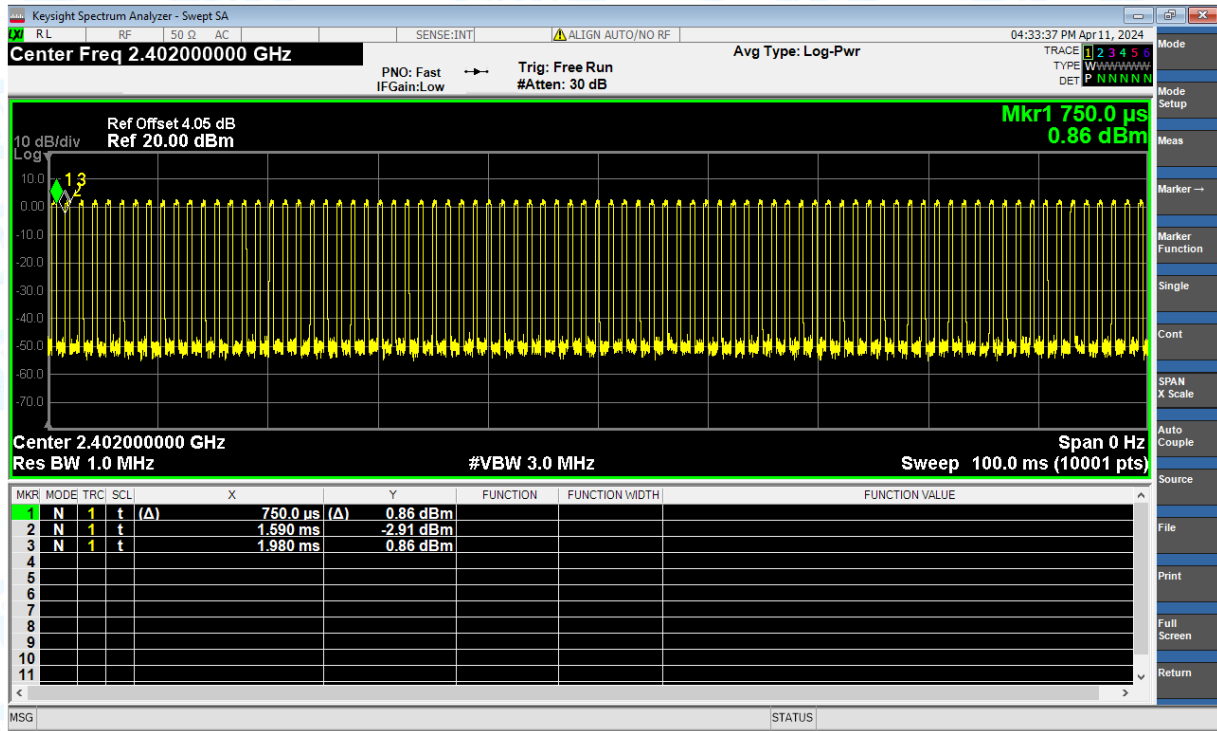 Keysight Spectrum Analyzer - Swept SA
LXI RL RF 50 Ω AC SENSE:INT ALIGN AUTO/NO RF 04:33:37 PM Apr 11, 2024
Center Freq 2.402000000 GHz Avg Type: Log-Pwr TRACE 1 2 3 4 5 6
PNO: Fast Trig: Free Run TYPE W W W W W W
IFGain:Low #Atten: 30 dB DET P N N N N N
Mkr1 750.0 µs
Ref Offset 4.05 dB
10 dB/div Ref 20.00 dBm 0.86 dBm
Log
10.0
1 3
2
0.00
-10.0
-20.0
-30.0
-40.0
-50.0
-60.0
-70.0
Center 2.402000000 GHz Span 0 Hz
Res BW 1.0 MHz #VBW 3.0 MHz Sweep 100.0 ms (10001 pts)
MKR MODE TRC SCL X Y FUNCTION FUNCTION WIDTH FUNCTION VALUE
1 N 1 t (Δ) 750.0 µs (Δ) 0.86 dBm
2 N 1 t 1.590 ms -2.91 dBm
3 N 1 t 1.980 ms 0.86 dBm
4
5
6
7
8
9
10
11
MSG STATUS
Mode
Mode
Setup
Meas
Marker →
Marker
Function
Single
Cont
SPAN
X Scale
Auto
Couple
Source
File
Print
Full
Screen
Return